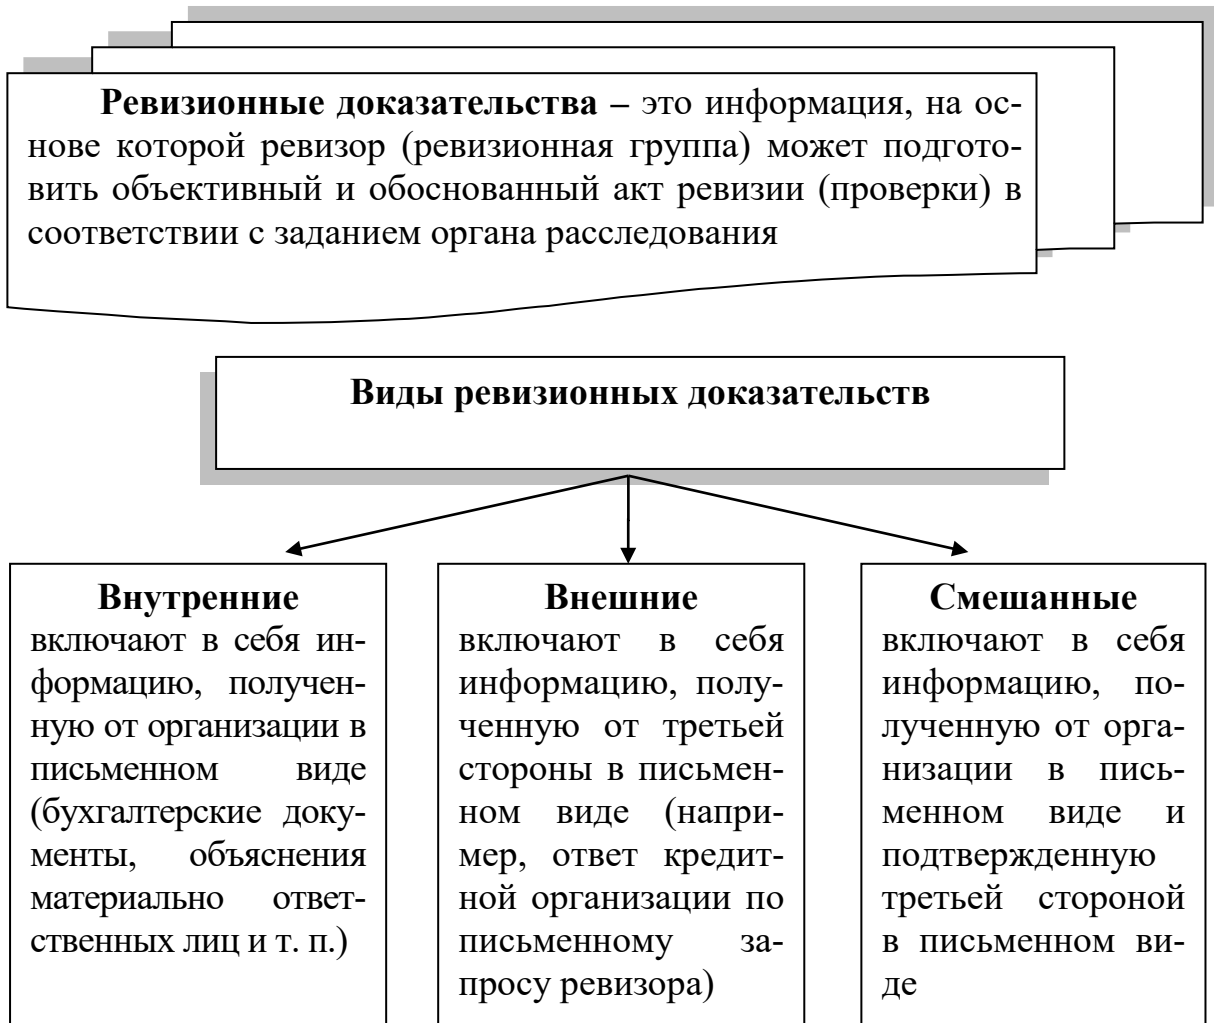 Ревизионные доказательства – это информация, на ос-
нове которой ревизор (ревизионная группа) может подгото-
вить объективный и обоснованный акт ревизии (проверки) в
соответствии с заданием органа расследования
Виды ревизионных доказательств
Внутренние
включают в себя ин-
формацию, получен-
ную от организации в
письменном виде
(бухгалтерские доку-
менты, объяснения
материально ответ-
ственных лиц и т. п.)
Внешние
включают в себя
информацию, полу-
ченную от третьей
стороны в письмен-
ном виде (напри-
мер, ответ кредит-
ной организации по
письменному за-
просу ревизора)
Смешанные
включают в себя
информацию, по-
лученную от орга-
низации в пись-
менном виде и
подтвержденную
третьей стороной
в письменном ви-
де